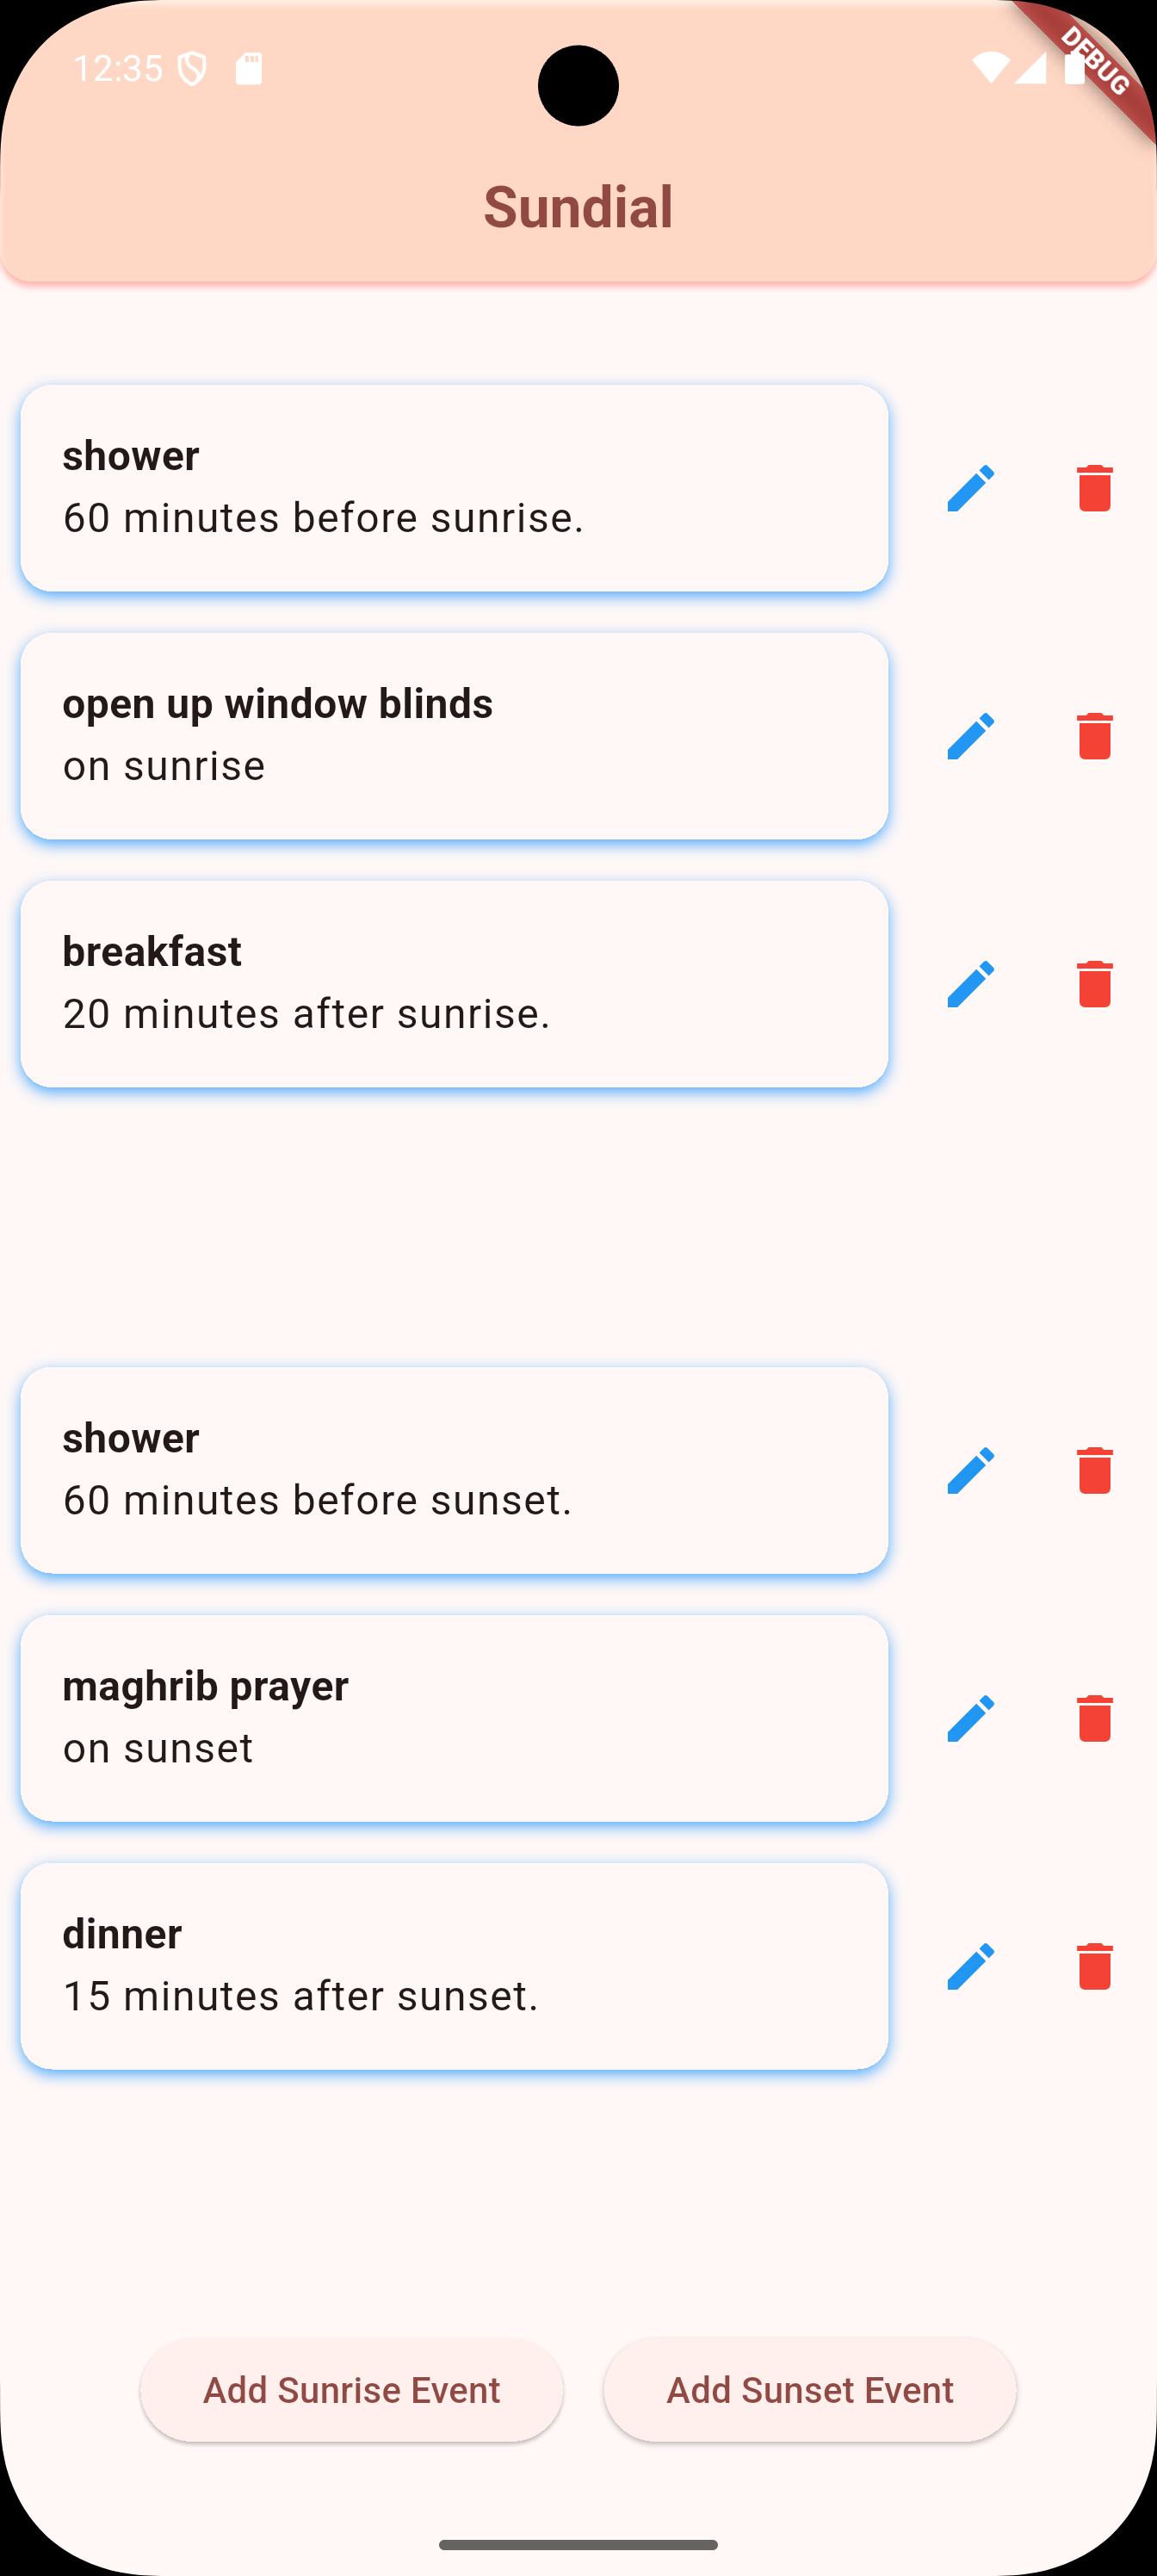 12:35
DEBUG
Sundial
shower
60 minutes before sunrise.
open up window blinds
on sunrise
breakfast
20 minutes after sunrise.
shower
60 minutes before sunset.
maghrib prayer
on sunset
dinner
15 minutes after sunset.
Add Sunrise Event
Add Sunset Event